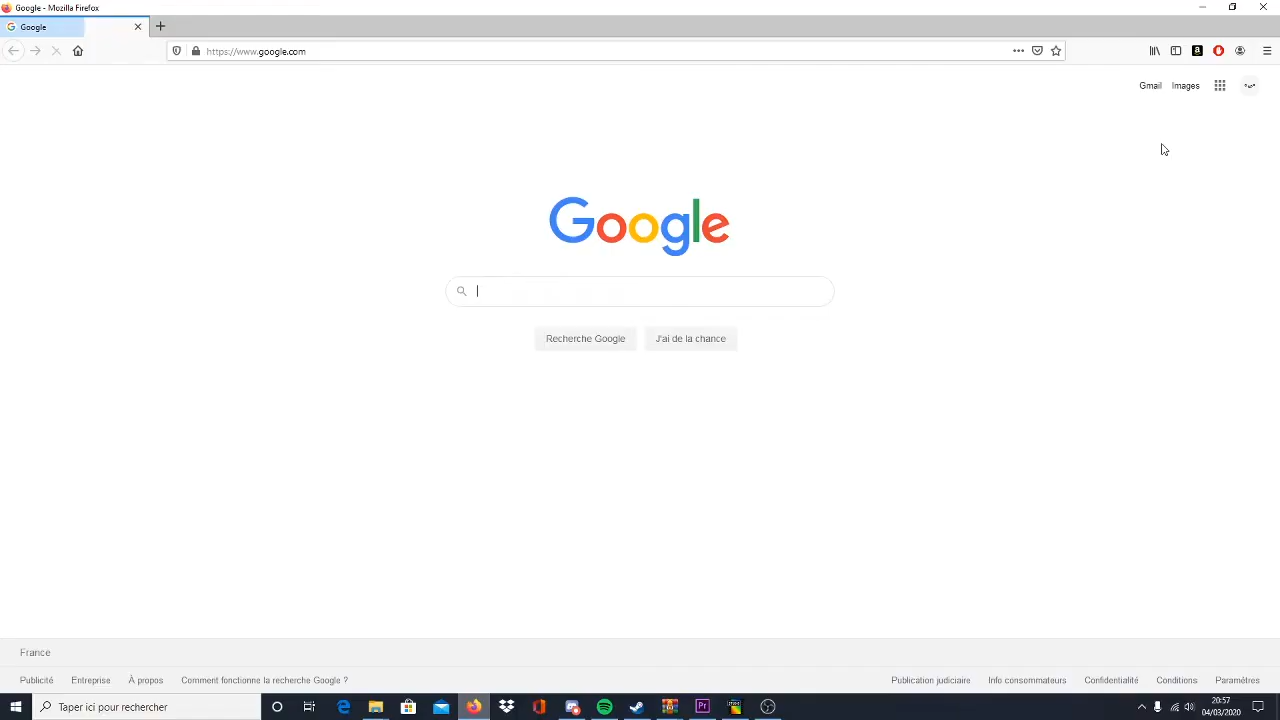 Google - Mozilla Firefox
Google
https://www.google.com
Gmail Images
Google
Recherche Google J'ai de la chance
France
Publicité Entreprise À propos Comment fonctionne la recherche Google ? Publication judiciaire Info consommateurs Confidentialité Conditions Paramètres
Taper ici pour rechercher
20:57
04/03/2020